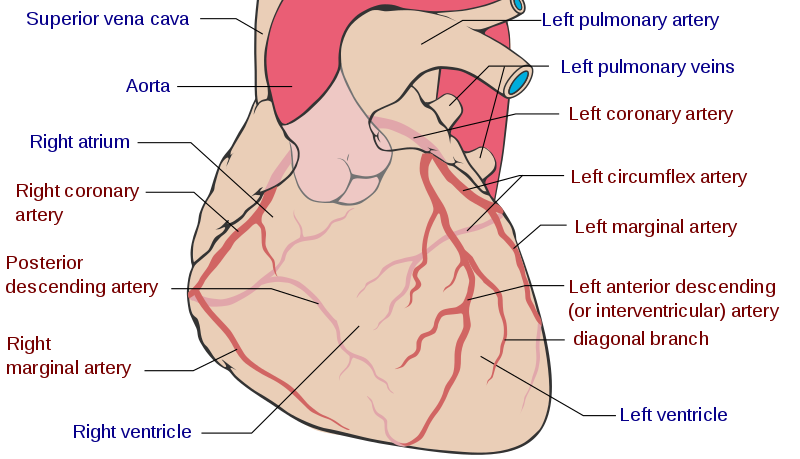 Superior vena cava
Aorta
Right atrium
Right coronary
artery
Posterior
descending artery
Right
marginal artery
Right ventricle
Left pulmonary artery
Left pulmonary veins
Left coronary artery
Left circumflex artery
Left marginal artery
Left anterior descending
(or interventricular) artery
diagonal branch
Left ventricle